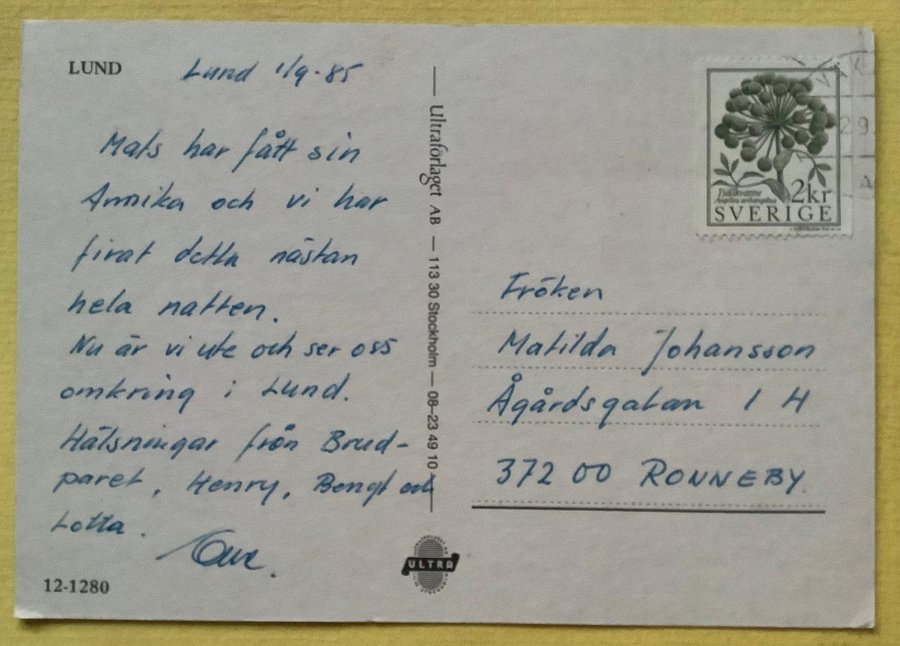 LUND
Lund 1/9-85
Mats har fått sin
Annika och vi har
firat detta nästan
hela natten.
Nu är vi ute och ser oss
omkring i Lund.
Hälsningar från Brud-
paret, Henry, Bengt och
Lotta.
Ove.
12-1280
Ultraförlaget AB — 113 30 Stockholm — 08-23 49 10
ULTRA
2kr
SVERIGE
Fröken
Matilda Johansson
Ågårdsgatan 1 H
372 00 RONNEBY.